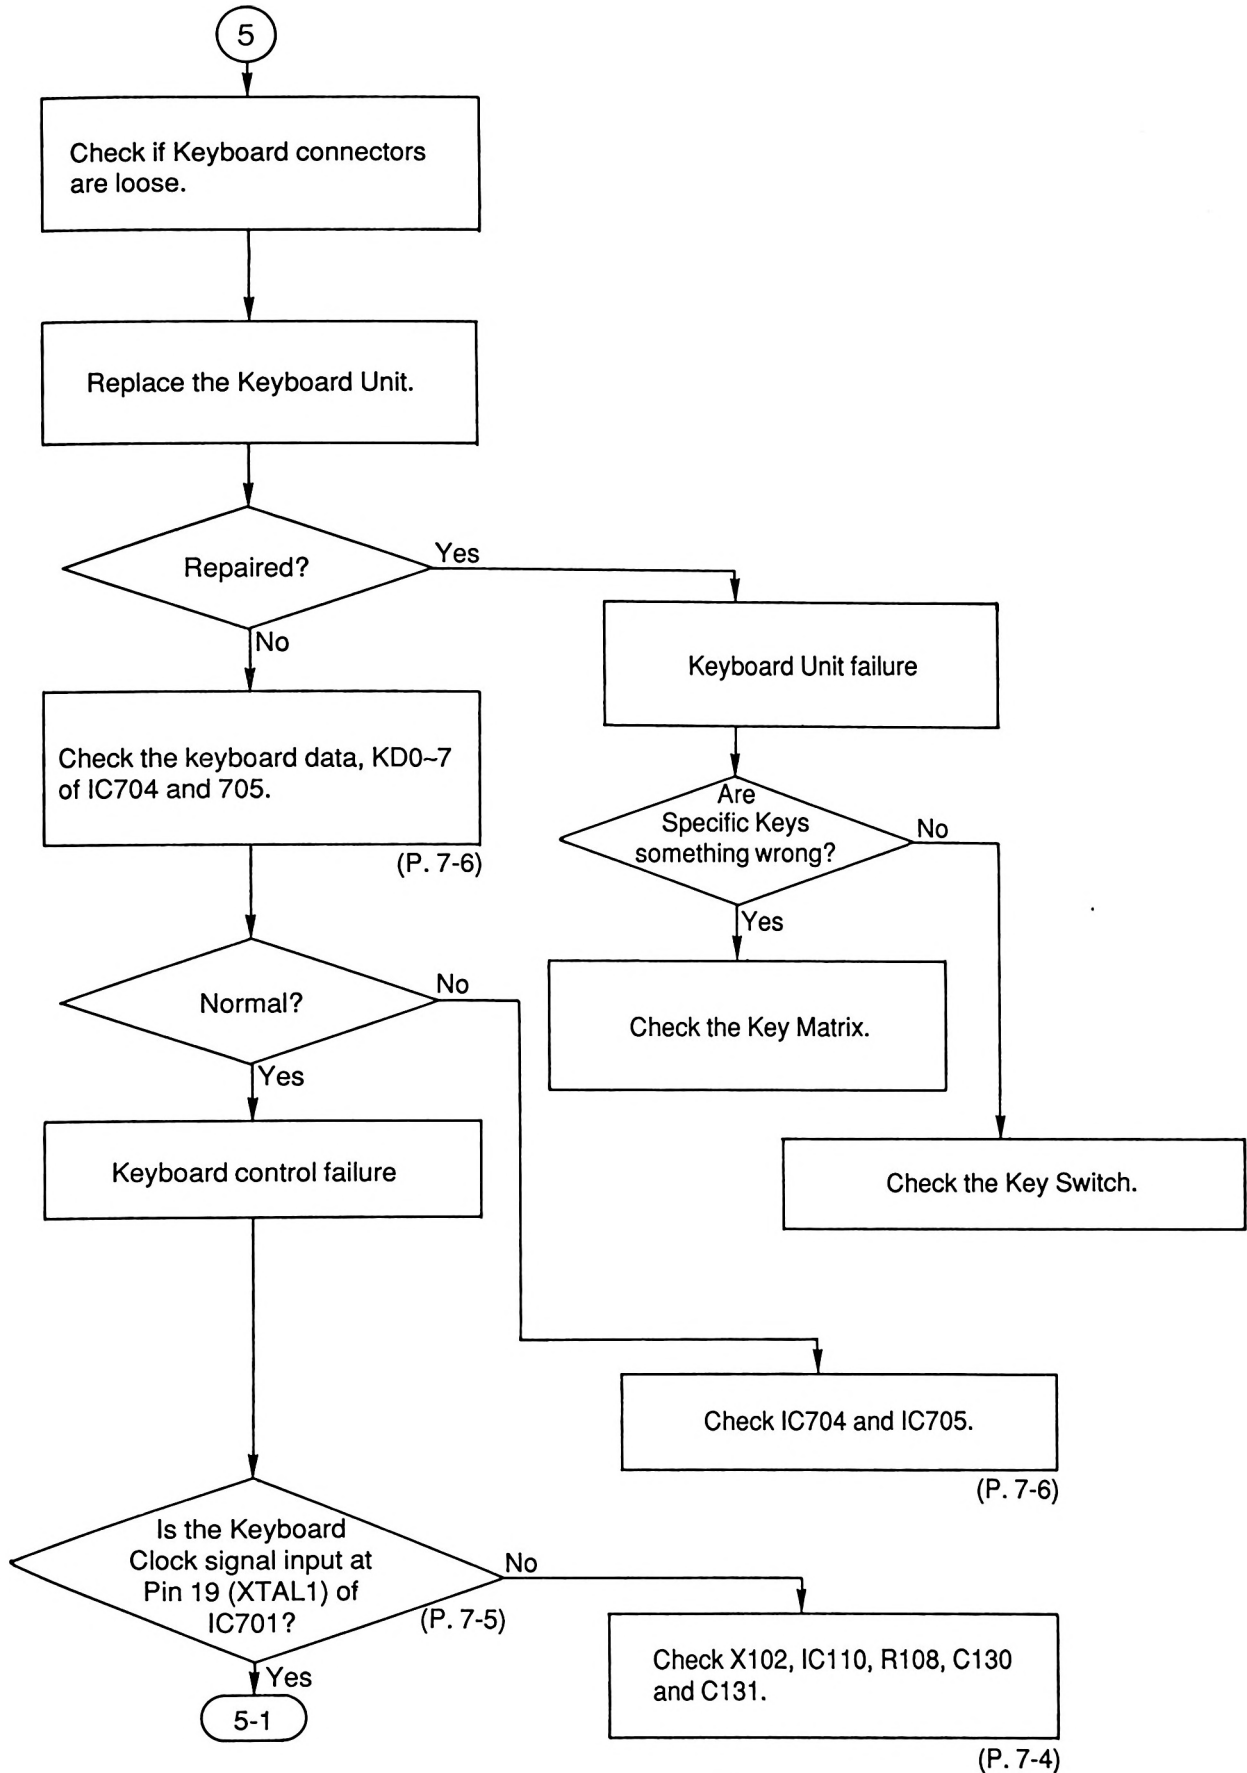 5
Check if Keyboard connectors
are loose.
Replace the Keyboard Unit.
Repaired?
Yes
No
Keyboard Unit failure
Check the keyboard data, KD0~7
of IC704 and 705.
(P. 7-6)
Are
Specific Keys
something wrong?
No
Yes
Check the Key Matrix.
Check the Key Switch.
Normal?
No
Yes
Keyboard control failure
Check IC704 and IC705.
(P. 7-6)
Is the Keyboard
Clock signal input at
Pin 19 (XTAL1) of
IC701?
(P. 7-5)
No
Yes
5-1
Check X102, IC110, R108, C130
and C131.
(P. 7-4)